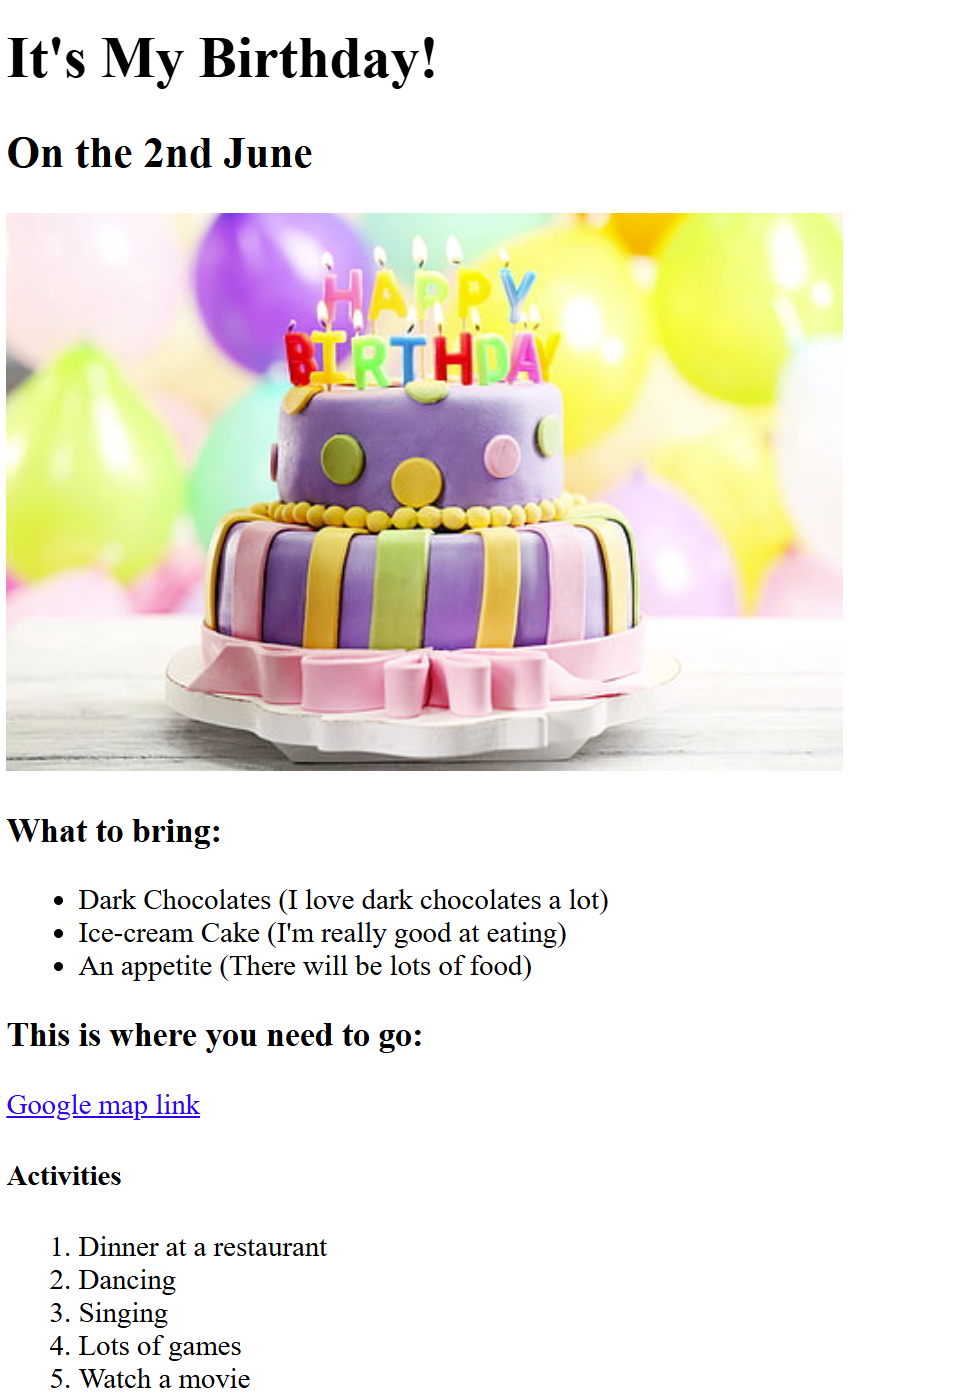 It's My Birthday!
On the 2nd June
HAPPY
BIRTHDAY
What to bring:
• Dark Chocolates (I love dark chocolates a lot)
• Ice-cream Cake (I'm really good at eating)
• An appetite (There will be lots of food)
This is where you need to go:
Google map link
Activities
1. Dinner at a restaurant
2. Dancing
3. Singing
4. Lots of games
5. Watch a movie